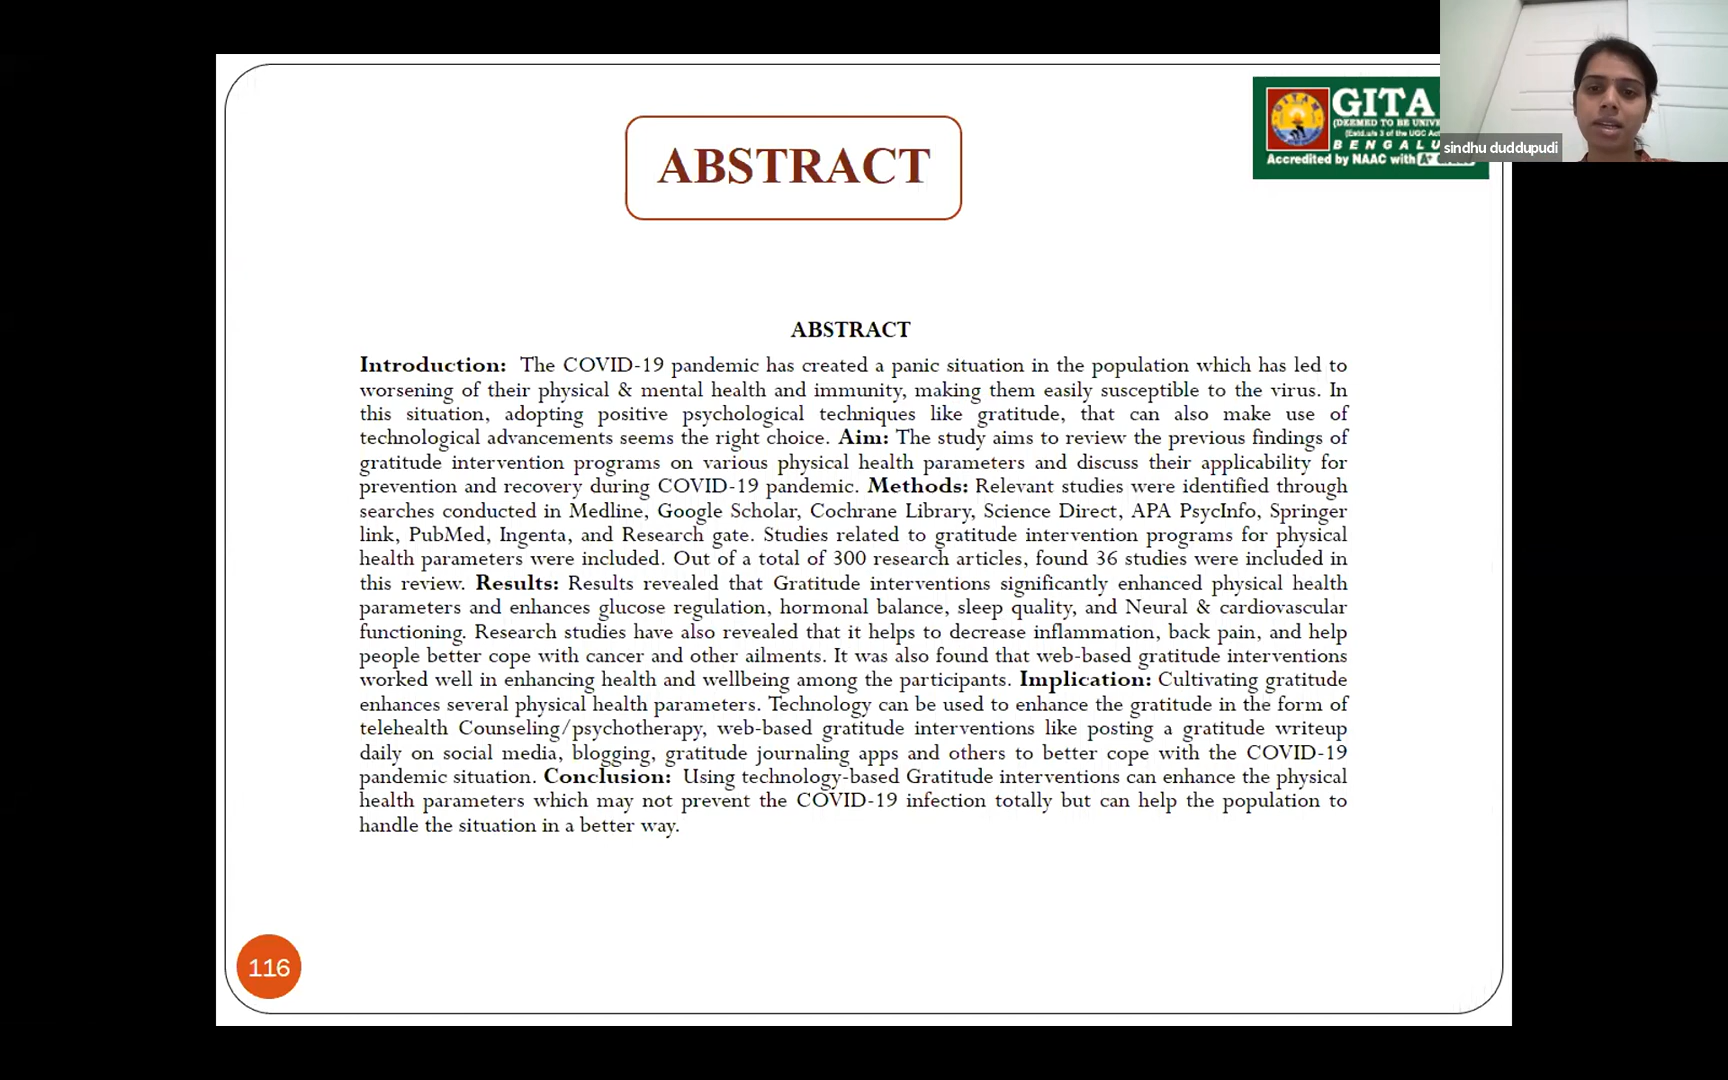 ABSTRACT
GITA
(DEEMED TO BE UNIVE
(Estd.u/s 3 of the UGC Act
BENGALU
Accredited by NAAC with A+
sindhu duddupudi
ABSTRACT
Introduction: The COVID-19 pandemic has created a panic situation in the population which has led to
worsening of their physical & mental health and immunity, making them easily susceptible to the virus. In
this situation, adopting positive psychological techniques like gratitude, that can also make use of
technological advancements seems the right choice. Aim: The study aims to review the previous findings of
gratitude intervention programs on various physical health parameters and discuss their applicability for
prevention and recovery during COVID-19 pandemic. Methods: Relevant studies were identified through
searches conducted in Medline, Google Scholar, Cochrane Library, Science Direct, APA PsycInfo, Springer
link, PubMed, Ingenta, and Research gate. Studies related to gratitude intervention programs for physical
health parameters were included. Out of a total of 300 research articles, found 36 studies were included in
this review. Results: Results revealed that Gratitude interventions significantly enhanced physical health
parameters and enhances glucose regulation, hormonal balance, sleep quality, and Neural & cardiovascular
functioning. Research studies have also revealed that it helps to decrease inflammation, back pain, and help
people better cope with cancer and other ailments. It was also found that web-based gratitude interventions
worked well in enhancing health and wellbeing among the participants. Implication: Cultivating gratitude
enhances several physical health parameters. Technology can be used to enhance the gratitude in the form of
telehealth Counseling/psychotherapy, web-based gratitude interventions like posting a gratitude writeup
daily on social media, blogging, gratitude journaling apps and others to better cope with the COVID-19
pandemic situation. Conclusion: Using technology-based Gratitude interventions can enhance the physical
health parameters which may not prevent the COVID-19 infection totally but can help the population to
handle the situation in a better way.
116